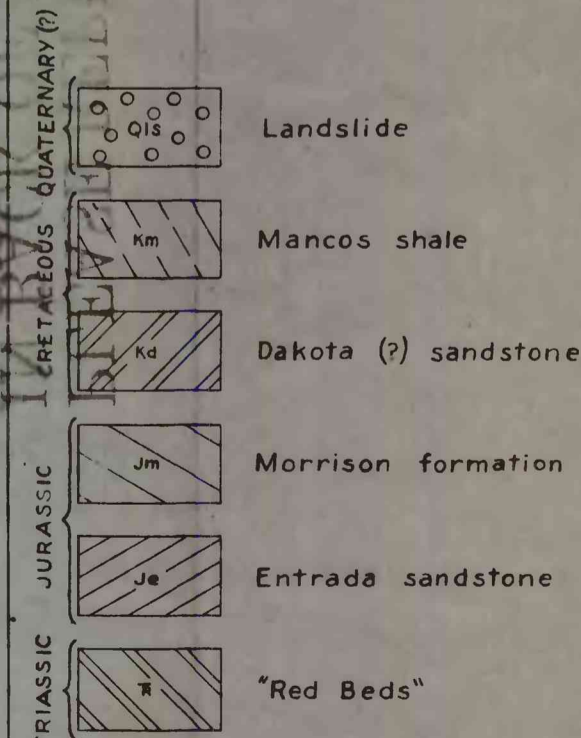 QUATERNARY (?)
Qls Landslide
CRETACEOUS
Km Mancos shale
Kd Dakota (?) sandstone
JURASSIC
Jm Morrison formation
Je Entrada sandstone
TRIASSIC
"Red Beds"